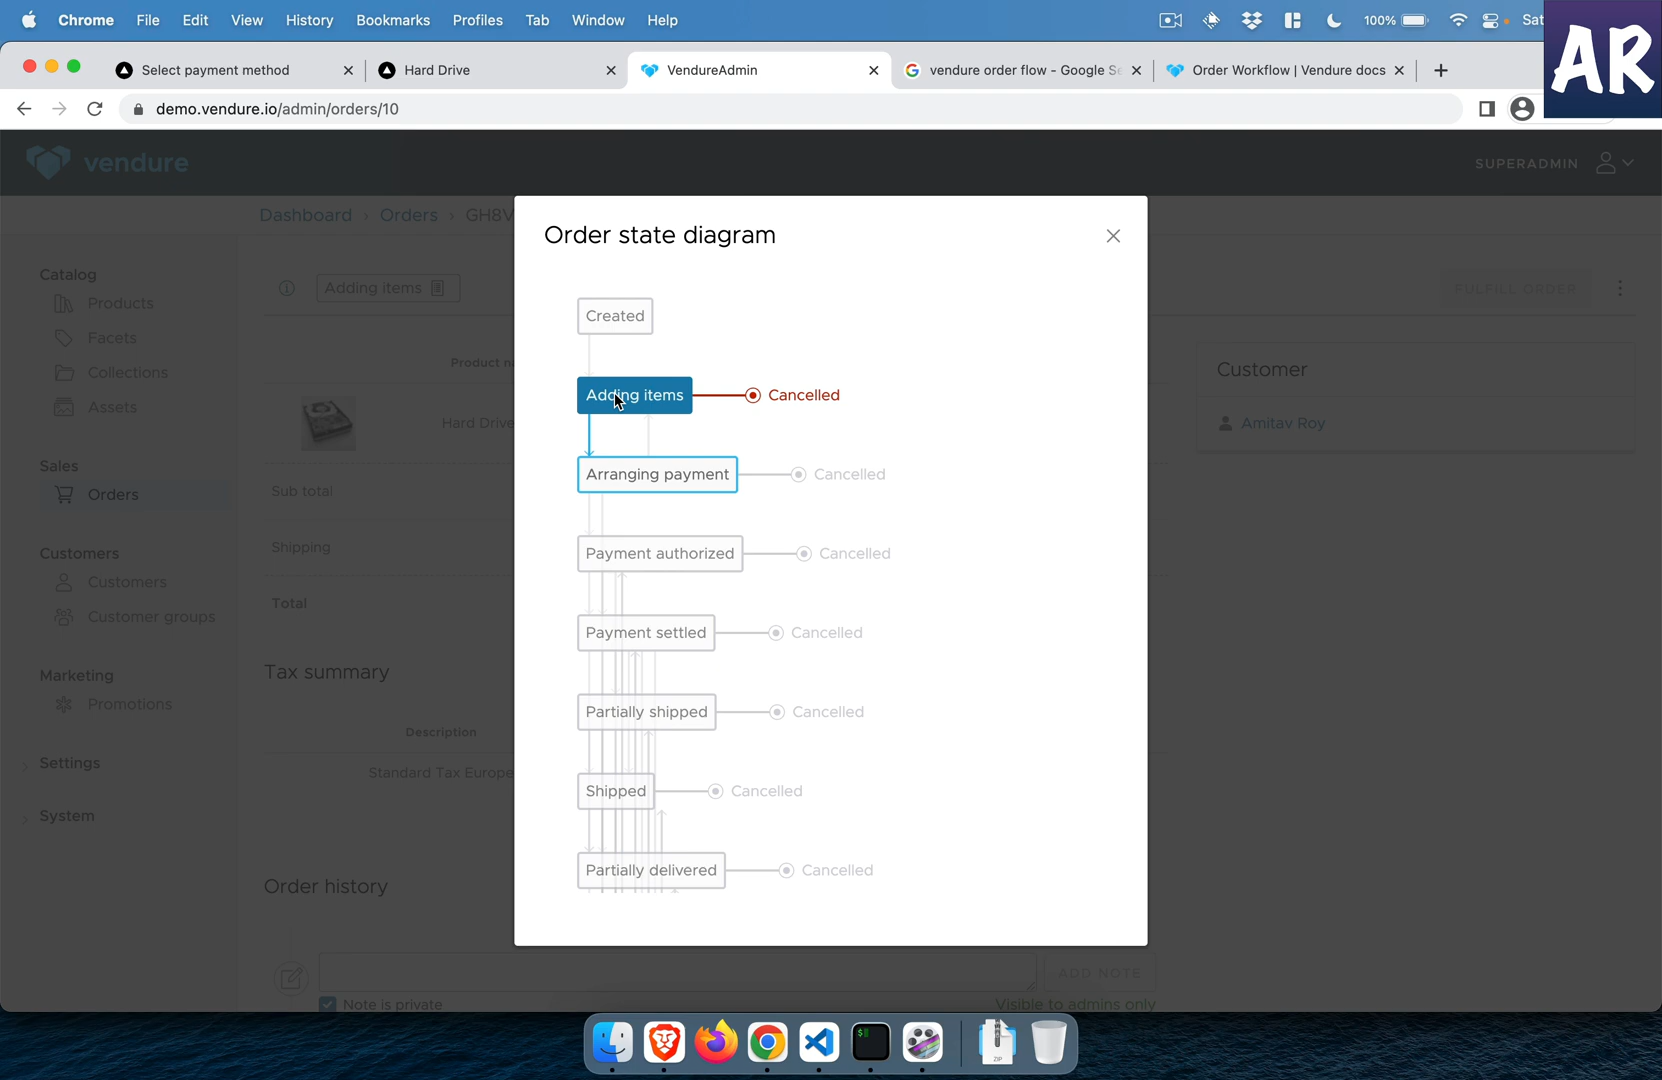 Chrome File Edit View History Bookmarks Profiles Tab Window Help 100% Sat
Select payment method
Hard Drive
VendureAdmin
vendure order flow - Google Se
Order Workflow | Vendure docs
AR
demo.vendure.io/admin/orders/10
vendure
SUPERADMIN
Dashboard › Orders › GH8V
Order state diagram
Catalog
Products
Facets
Collections
Assets
Sales
Orders
Customers
Customers
Customer groups
Marketing
Promotions
Settings
System
Adding items
FULFILL ORDER
Product n
Hard Drive
Sub total
Shipping
Total
Tax summary
Description
Standard Tax Europe
Order history
ADD NOTE
Note is private
Visible to admins only
Customer
Amitav Roy
Created
Adding items
Cancelled
Arranging payment
Cancelled
Payment authorized
Cancelled
Payment settled
Cancelled
Partially shipped
Cancelled
Shipped
Cancelled
Partially delivered
Cancelled
$
ZIP